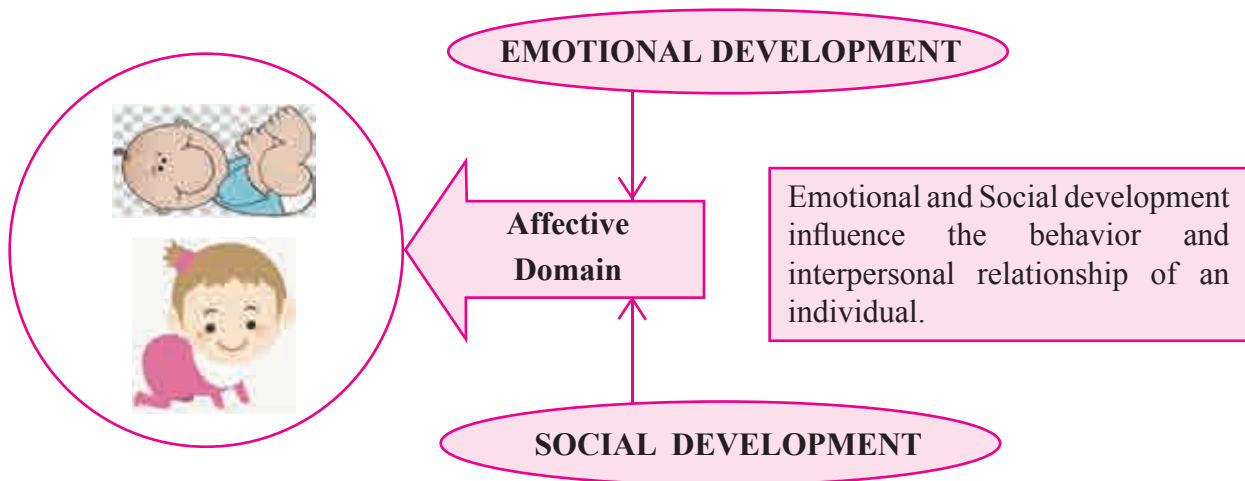 EMOTIONAL DEVELOPMENT
Affective
Domain
Emotional and Social development
influence the behavior and
interpersonal relationship of an
individual.
SOCIAL DEVELOPMENT